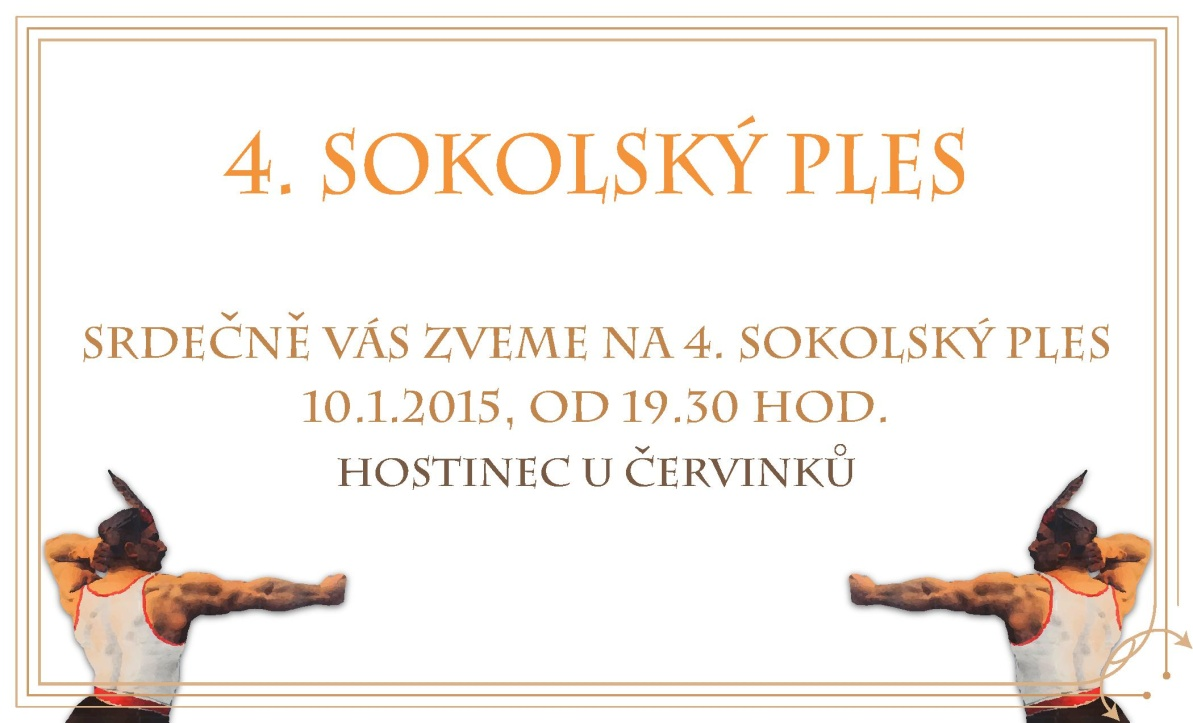 4. SOKOLSKÝ PLES
SRDEČNĚ VÁS ZVEME NA 4. SOKOLSKÝ PLES
10.1.2015, OD 19.30 HOD.
HOSTINEC U ČERVINKŮ